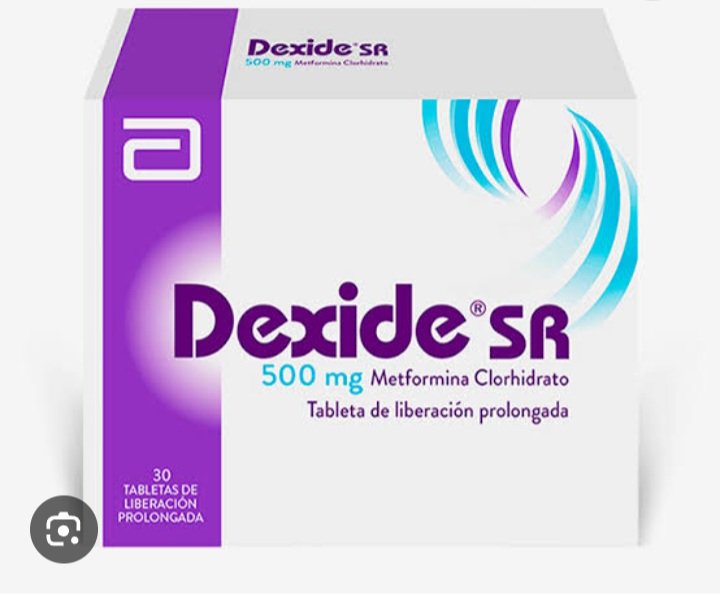 Dexide® SR
500 mg Metformina Clorhidrato
Dexide® SR
500 mg Metformina Clorhidrato
Tableta de liberación prolongada
30
TABLETAS DE
LIBERACIÓN
PROLONGADA